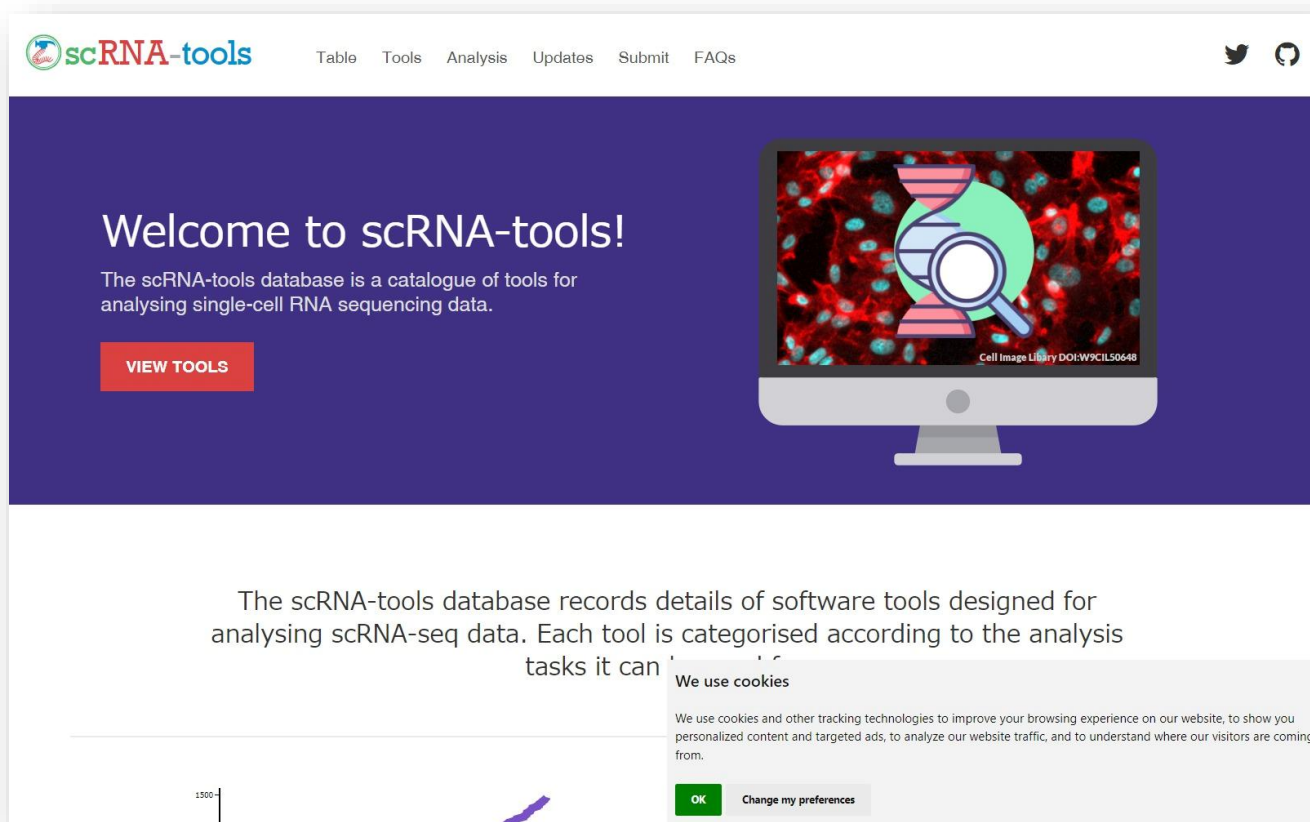 scRNA-tools
Table Tools Analysis Updates Submit FAQs
Welcome to scRNA-tools!
The scRNA-tools database is a catalogue of tools for
analysing single-cell RNA sequencing data.
VIEW TOOLS
Cell Image Libary DOI:W9CIL50648
The scRNA-tools database records details of software tools designed for
analysing scRNA-seq data. Each tool is categorised according to the analysis
tasks it can
We use cookies
We use cookies and other tracking technologies to improve your browsing experience on our website, to show you
personalized content and targeted ads, to analyze our website traffic, and to understand where our visitors are coming
from.
OK Change my preferences
1500